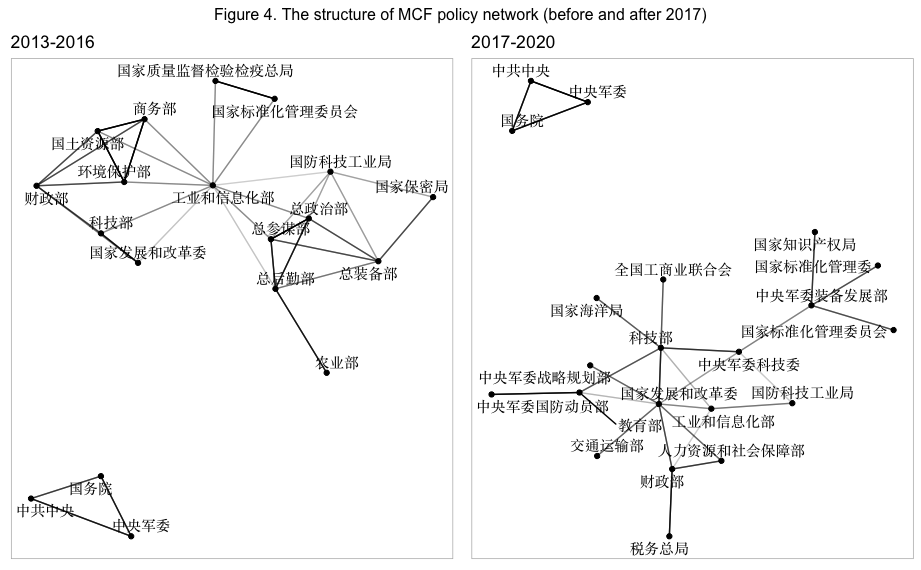 Figure 4. The structure of MCF policy network (before and after 2017)
2013-2016
国家质量监督检验检疫总局
国家标准化管理委员会
商务部
国土资源部
环境保护部
财政部
工业和信息化部
国防科技工业局
国家保密局
总政治部
科技部
总参谋部
国家发展和改革委
总后勤部
总装备部
农业部
国务院
中共中央
中央军委
2017-2020
中共中央
中央军委
国务院
国家知识产权局
国家标准化管理委
全国工商业联合会
中央军委装备发展部
国家海洋局
国家标准化管理委员会
科技部
中央军委科技委
中央军委战略规划部
国家发展和改革委
国防科技工业局
中央军委国防动员部
教育部
工业和信息化部
交通运输部
人力资源和社会保障部
财政部
税务总局